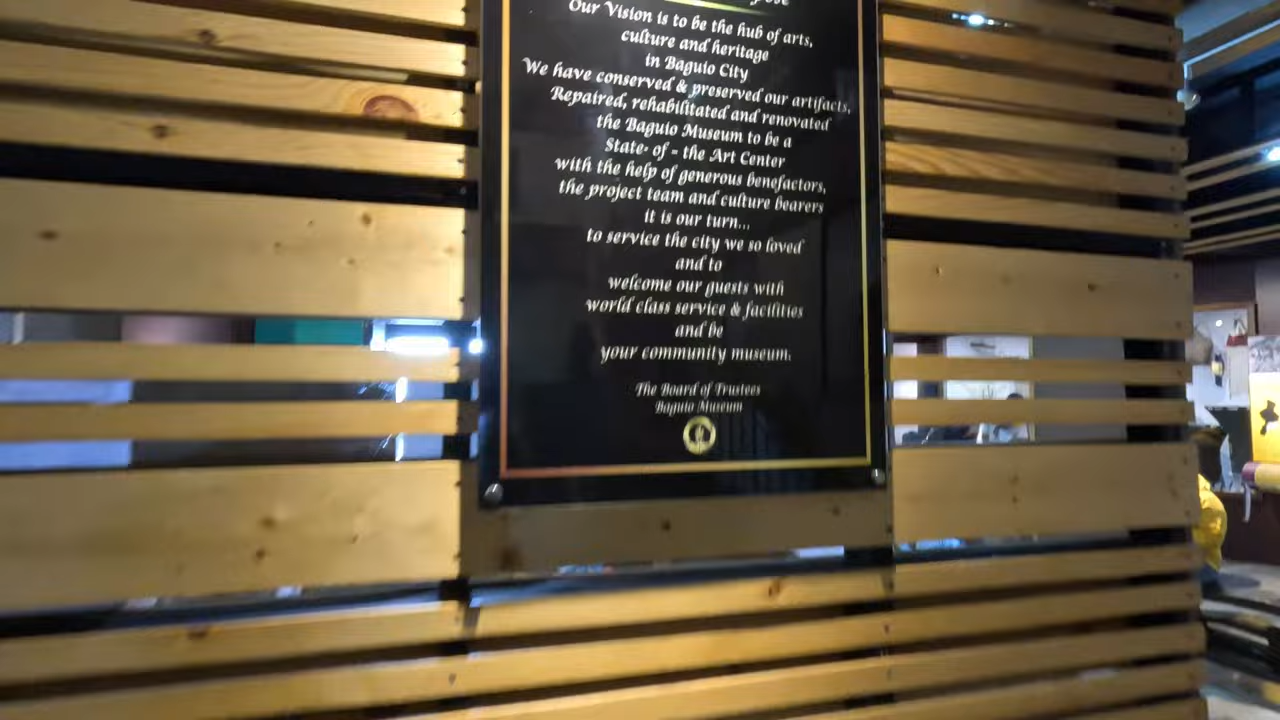 Our Vision is to be the hub of arts,
culture and heritage
in Baguio City
We have conserved & preserved our artifacts,
Repaired, rehabilitated and renovated
the Baguio Museum to be a
State- of - the Art Center
with the help of generous benefactors,
the project team and culture bearers
it is our turn...
to service the city we so loved
and to
welcome our guests with
world class service & facilities
and be
your community museum.
The Board of Trustees
Baguio Museum